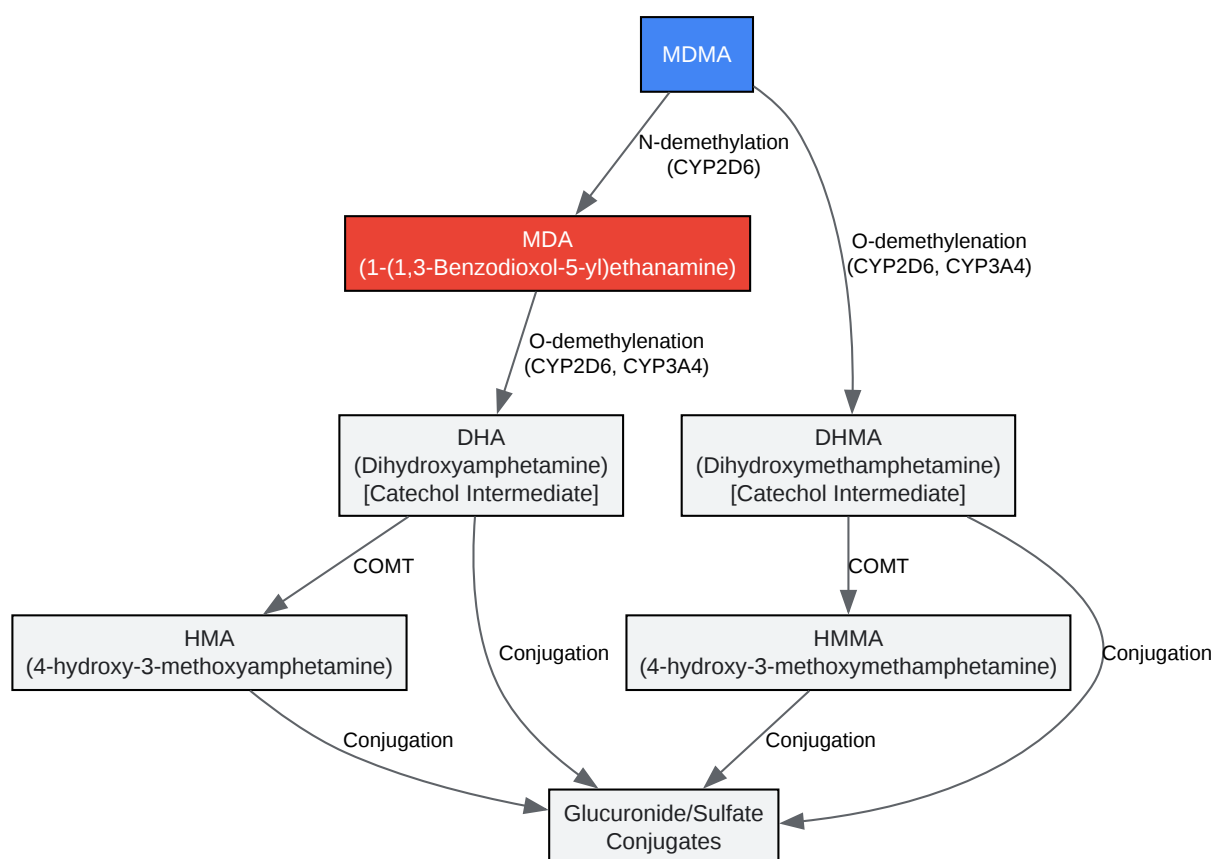 MDMA
N-demethylation
(CYP2D6)
MDA
(1-(1,3-Benzodioxol-5-yl)ethanamine)
O-demethylenation
(CYP2D6, CYP3A4)
O-demethylenation
(CYP2D6, CYP3A4)
DHA
(Dihydroxyamphetamine)
[Catechol Intermediate]
DHMA
(Dihydroxymethamphetamine)
[Catechol Intermediate]
COMT
COMT
HMA
(4-hydroxy-3-methoxyamphetamine)
Conjugation
HMMA
(4-hydroxy-3-methoxymethamphetamine)
Conjugation
Conjugation
Conjugation
Glucuronide/Sulfate
Conjugates